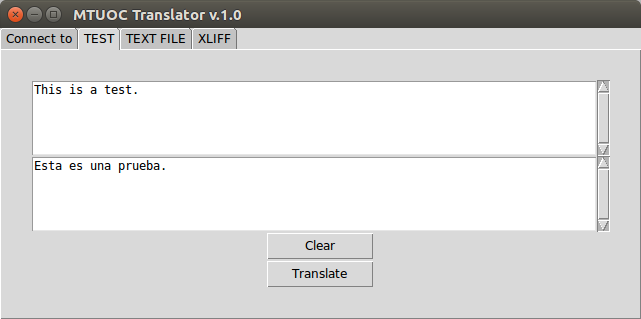 MTUOC Translator v.1.0
Connect to TEST TEXT FILE XLIFF
This is a test.
Esta es una prueba.
Clear
Translate